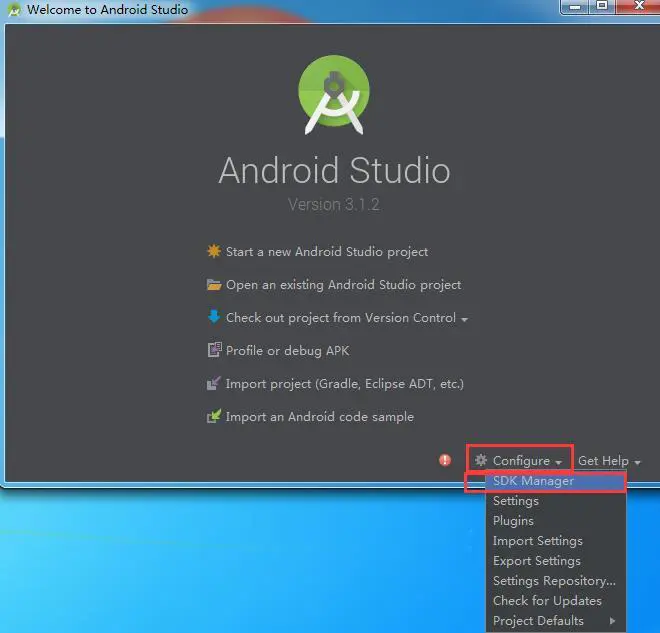 Welcome to Android Studio
Android Studio
Version 3.1.2
Start a new Android Studio project
Open an existing Android Studio project
Check out project from Version Control
Profile or debug APK
Import project (Gradle, Eclipse ADT, etc.)
Import an Android code sample
Configure Get Help
SDK Manager
Settings
Plugins
Import Settings
Export Settings
Settings Repository...
Check for Updates
Project Defaults